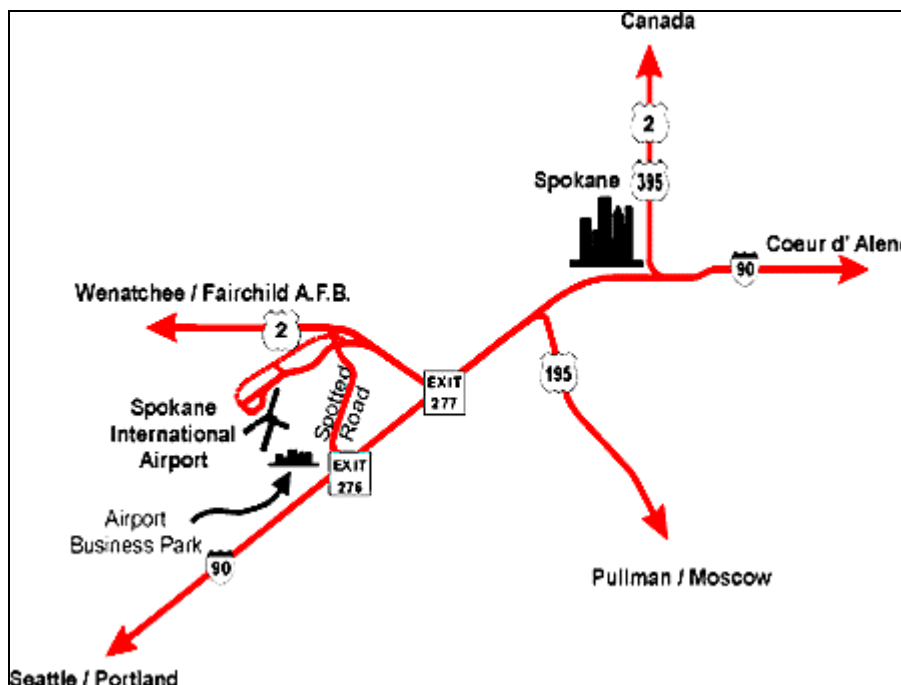 Canada
2
Spokane
395
Coeur d' Alene
90
Wenatchee / Fairchild A.F.B.
2
EXIT
277
195
Spotted
Road
Spokane
International
Airport
EXIT
276
Airport
Business Park
90
Pullman / Moscow
Seattle / Portland